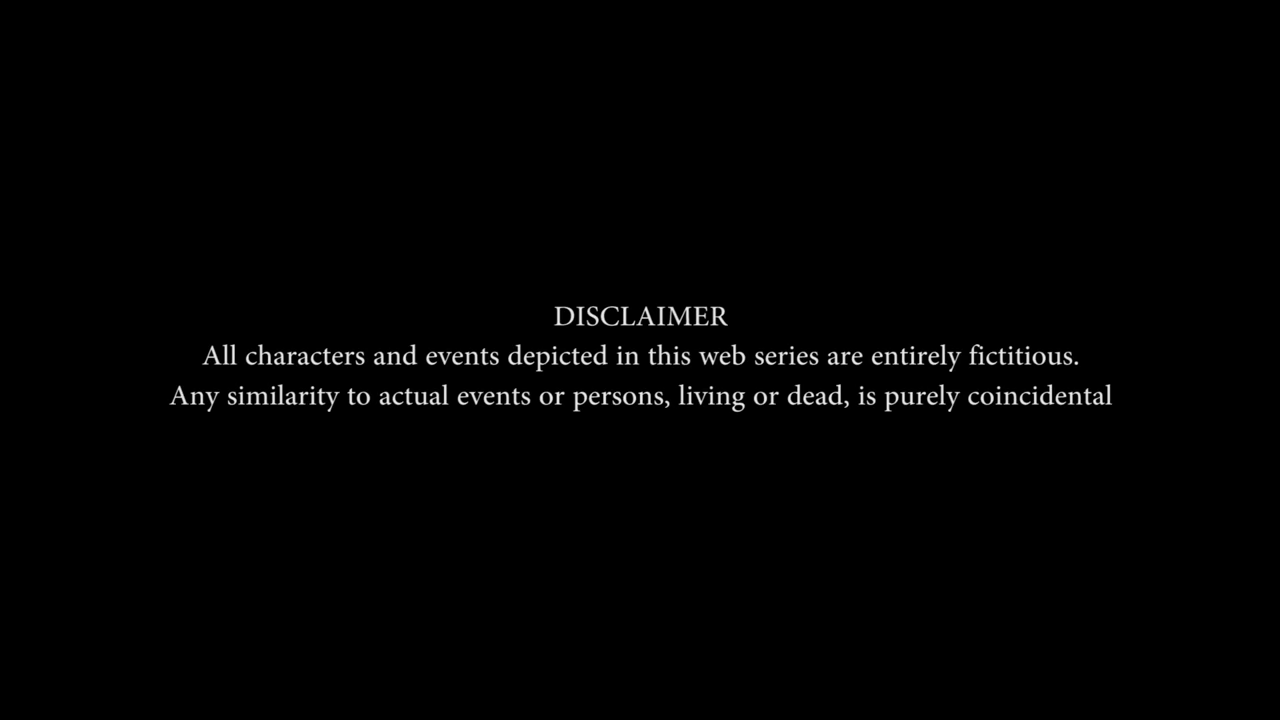 DISCLAIMER
All characters and events depicted in this web series are entirely fictitious.
Any similarity to actual events or persons, living or dead, is purely coincidental